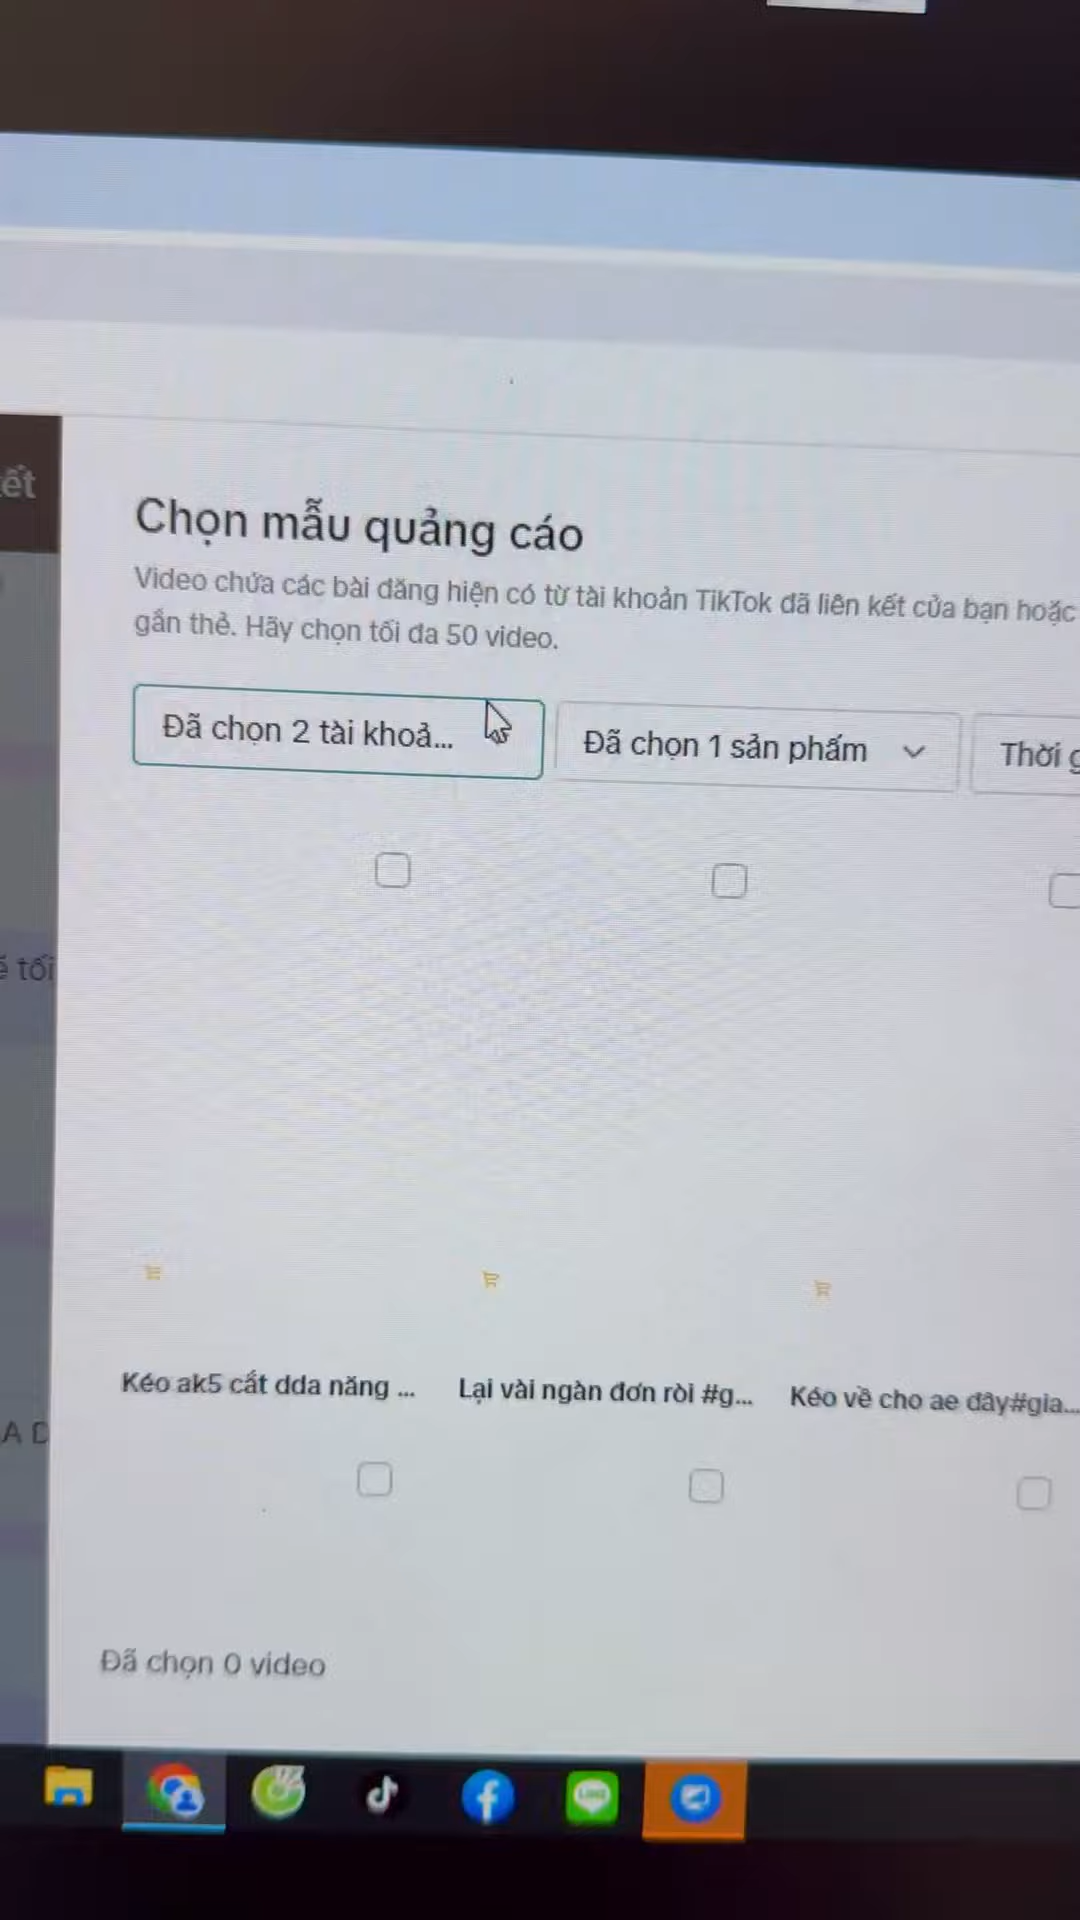 ết
Chọn mẫu quảng cáo
Video chứa các bài đăng hiện có từ tài khoản TikTok đã liên kết của bạn hoặc
gắn thẻ. Hãy chọn tối đa 50 video.
Đã chọn 2 tài khoả...
Đã chọn 1 sản phẩm
Thời g
tối
Kéo ak5 cắt dda năng ...
Lại vài ngàn đơn ròi #g...
Kéo về cho ae đây#gia...
A D
Đã chọn 0 video
LINE